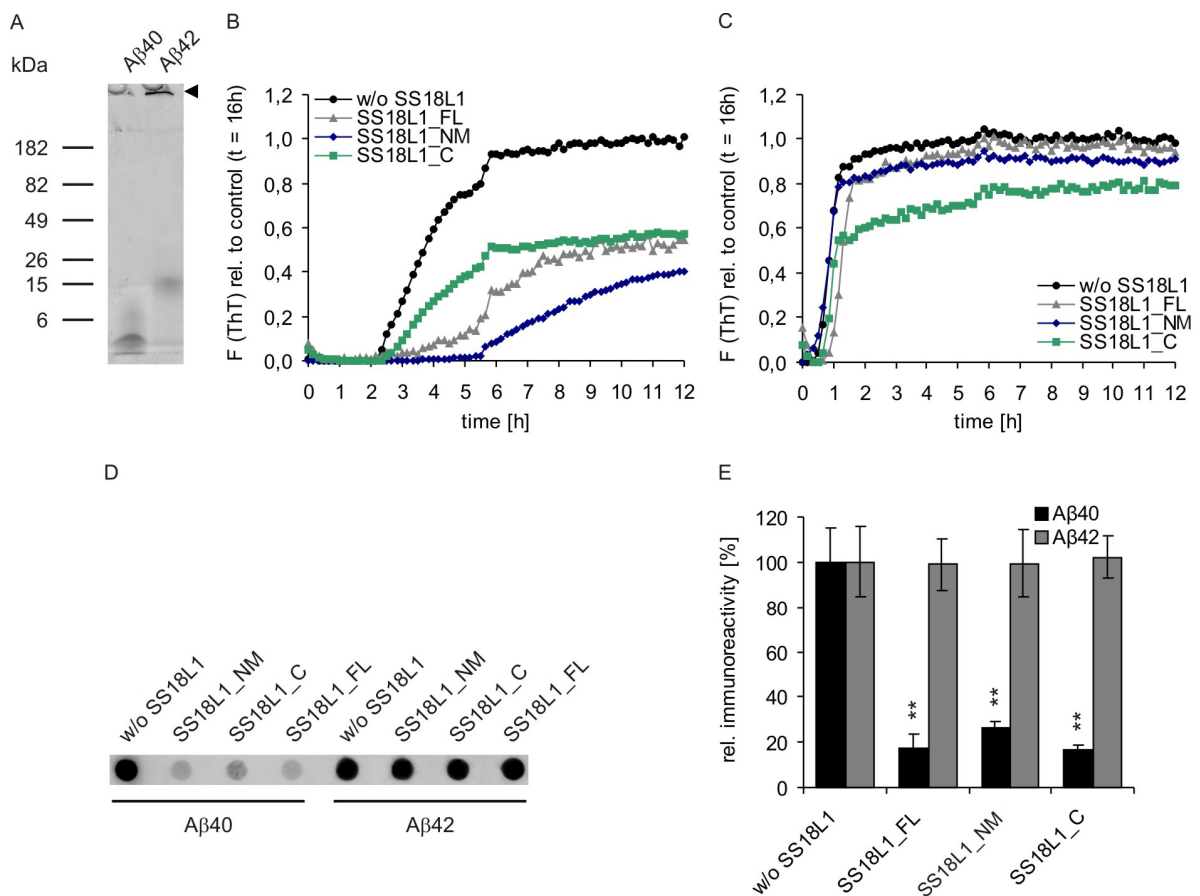 A
Aβ40
Aβ42
kDa
182
82
49
26
15
6
B
F (ThT) rel. to control (t = 16h)
1,2
1,0
0,8
0,6
0,4
0,2
0,0
w/o SS18L1
SS18L1_FL
SS18L1_NM
SS18L1_C
0 1 2 3 4 5 6 7 8 9 10 11 12
time [h]
C
F (ThT) rel. to control (t = 16h)
1,2
1,0
0,8
0,6
0,4
0,2
0,0
w/o SS18L1
SS18L1_FL
SS18L1_NM
SS18L1_C
0 1 2 3 4 5 6 7 8 9 10 11 12
time [h]
D
w/o SS18L1
SS18L1_NM
SS18L1_C
SS18L1_FL
w/o SS18L1
SS18L1_NM
SS18L1_C
SS18L1_FL
Aβ40
Aβ42
E
rel. immunoreactivity [%]
120
100
80
60
40
20
0
Aβ40
Aβ42
**
**
**
w/o SS18L1
SS18L1_FL
SS18L1_NM
SS18L1_C